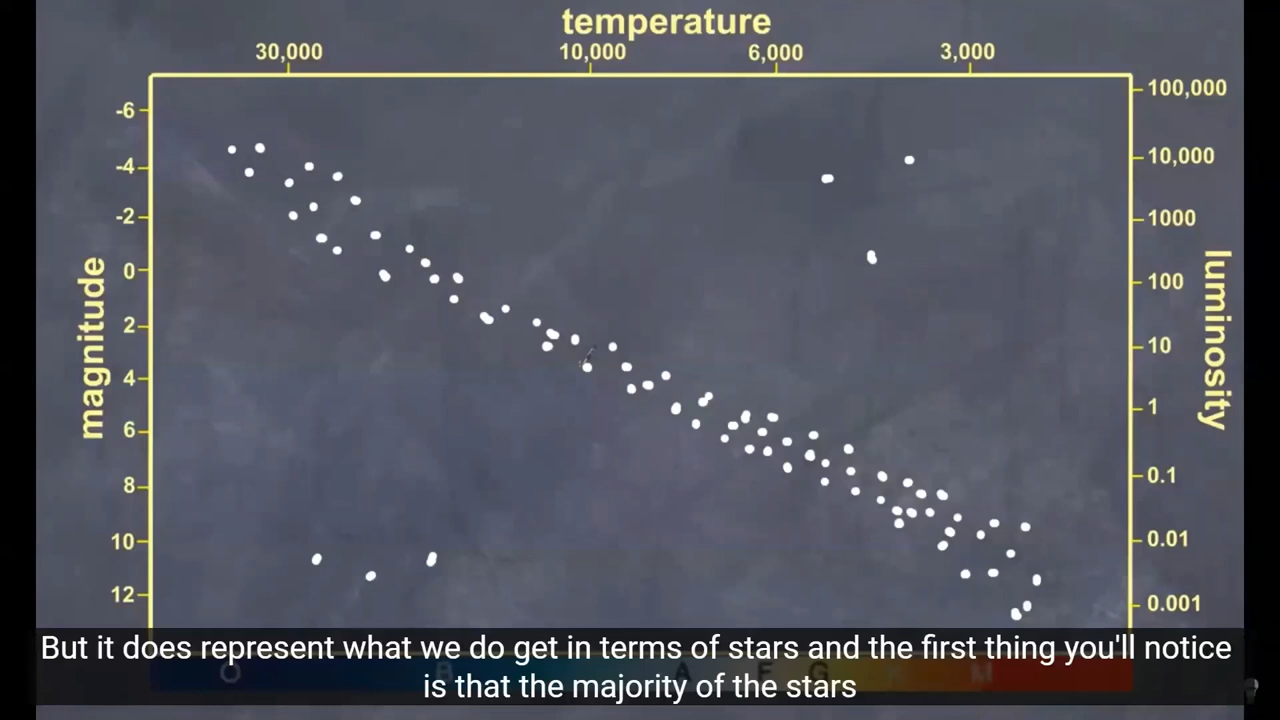 temperature
30,000 10,000 6,000 3,000
-6 100,000
-4 10,000
-2 1000
0 100
2 10
4 1
6 0.1
8 0.01
10 0.001
12
magnitude
luminosity
But it does represent what we do get in terms of stars and the first thing you'll notice
is that the majority of the stars
O B A F G M